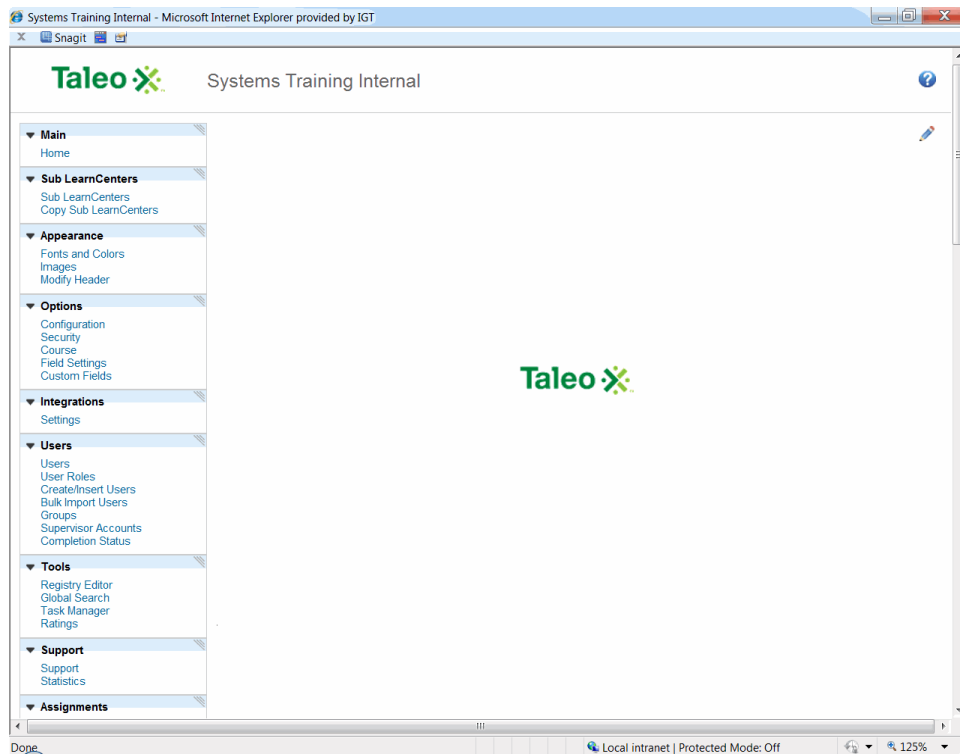 Systems Training Internal - Microsoft Internet Explorer provided by IGT
X Snagit
Taleo Systems Training Internal ?
Main
Home
Sub LearnCenters
Sub LearnCenters
Copy Sub LearnCenters
Appearance
Fonts and Colors
Images
Modify Header
Options
Configuration
Security
Course
Field Settings
Custom Fields
Integrations
Settings
Users
Users
User Roles
Create/Insert Users
Bulk Import Users
Groups
Supervisor Accounts
Completion Status
Tools
Registry Editor
Global Search
Task Manager
Ratings
Support
Support
Statistics
Assignments
Taleo
Done Local intranet | Protected Mode: Off 125%